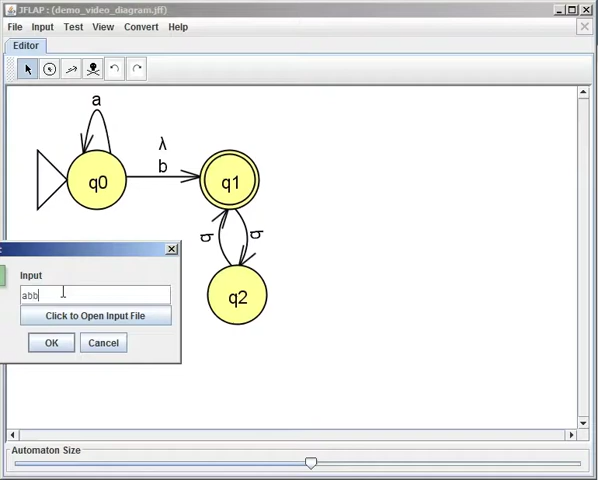 JFLAP : (demo_video_diagram.jff)
File Input Test View Convert Help
Editor
a
λ
b
q0
q1
b b
q2
Input
abb
Click to Open Input File
OK Cancel
Automaton Size